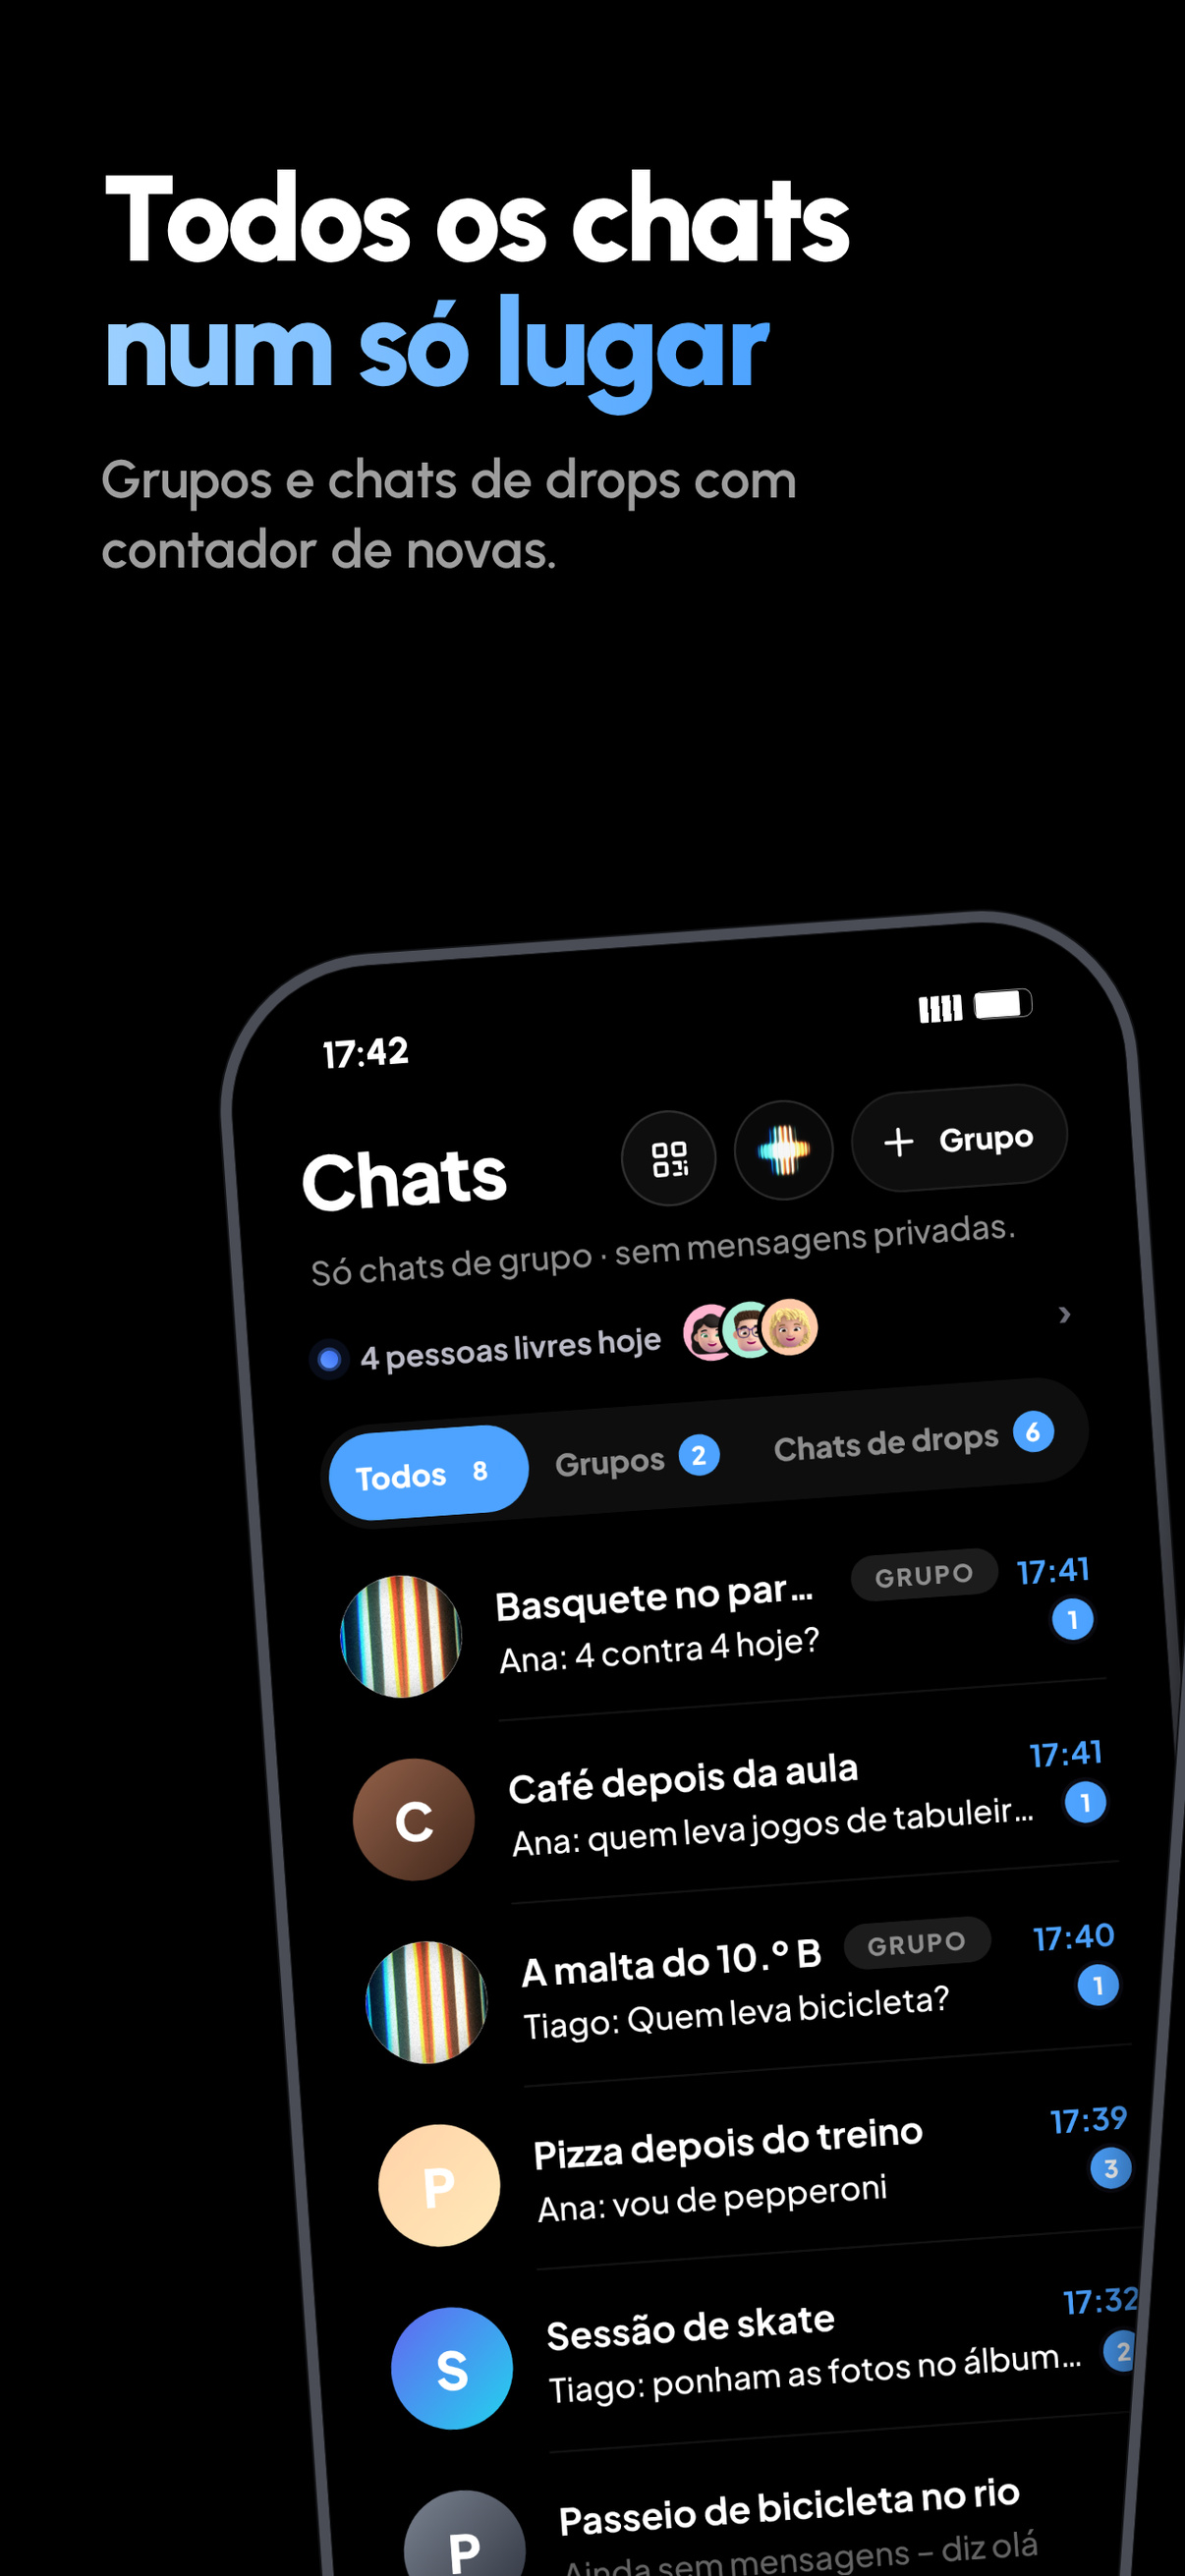 Todos os chats
num só lugar
Grupos e chats de drops com
contador de novas.
17:42
Chats
+ Grupo
Só chats de grupo · sem mensagens privadas.
4 pessoas livres hoje ›
Todos 8 Grupos 2 Chats de drops 6
Basquete no par... GRUPO 17:41
Ana: 4 contra 4 hoje? 1
C
Café depois da aula 17:41
Ana: quem leva jogos de tabuleir... 1
A malta do 10.º B GRUPO 17:40
Tiago: Quem leva bicicleta? 1
P
Pizza depois do treino 17:39
Ana: vou de pepperoni 3
S
Sessão de skate 17:32
Tiago: ponham as fotos no álbum... 2
P
Passeio de bicicleta no rio
Ainda sem mensagens – diz olá